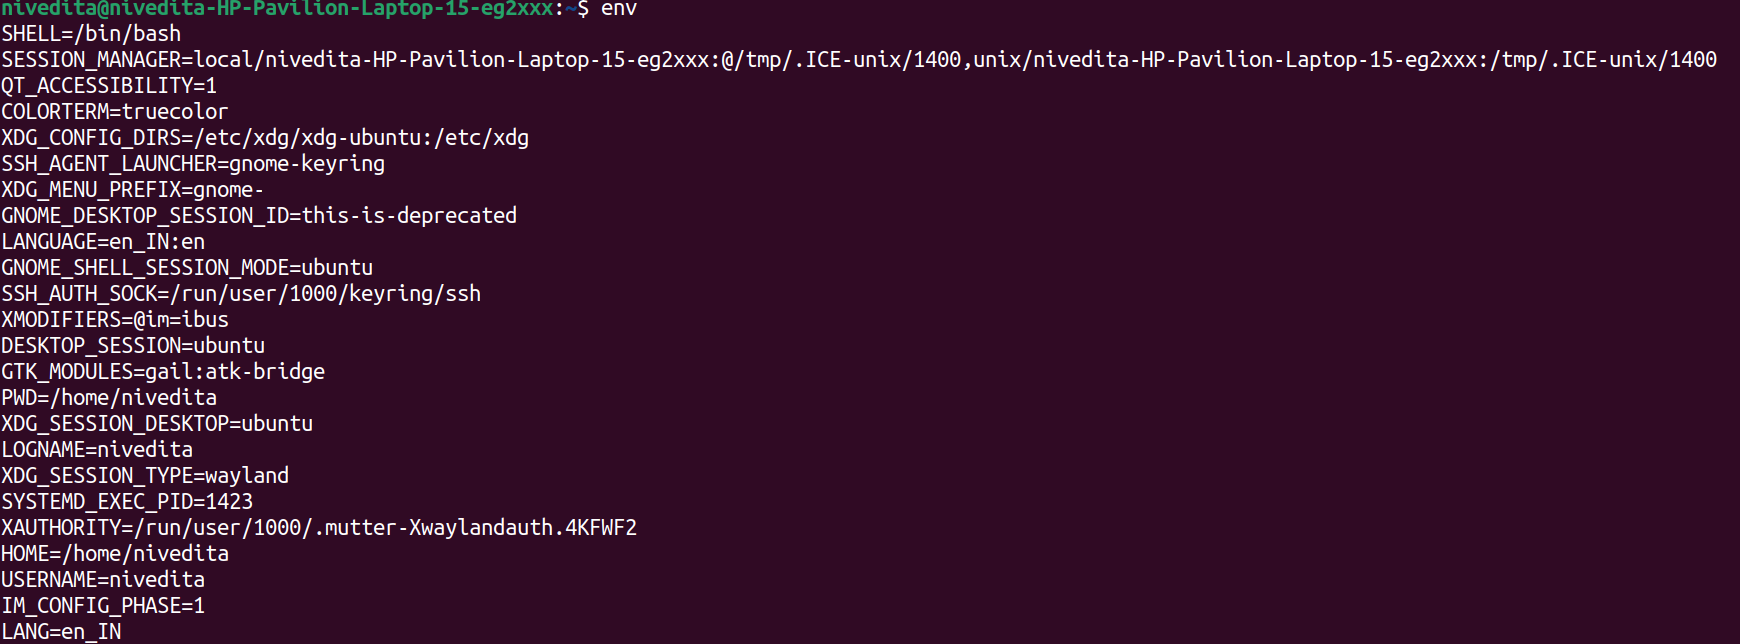 nivedita@nivedita-HP-Pavilion-Laptop-15-eg2xxx:~$ env
SHELL=/bin/bash
SESSION_MANAGER=local/nivedita-HP-Pavilion-Laptop-15-eg2xxx:@/tmp/.ICE-unix/1400,unix/nivedita-HP-Pavilion-Laptop-15-eg2xxx:/tmp/.ICE-unix/1400
QT_ACCESSIBILITY=1
COLORTERM=truecolor
XDG_CONFIG_DIRS=/etc/xdg/xdg-ubuntu:/etc/xdg
SSH_AGENT_LAUNCHER=gnome-keyring
XDG_MENU_PREFIX=gnome-
GNOME_DESKTOP_SESSION_ID=this-is-deprecated
LANGUAGE=en_IN:en
GNOME_SHELL_SESSION_MODE=ubuntu
SSH_AUTH_SOCK=/run/user/1000/keyring/ssh
XMODIFIERS=@im=ibus
DESKTOP_SESSION=ubuntu
GTK_MODULES=gail:atk-bridge
PWD=/home/nivedita
XDG_SESSION_DESKTOP=ubuntu
LOGNAME=nivedita
XDG_SESSION_TYPE=wayland
SYSTEMD_EXEC_PID=1423
XAUTHORITY=/run/user/1000/.mutter-Xwaylandauth.4KFWF2
HOME=/home/nivedita
USERNAME=nivedita
IM_CONFIG_PHASE=1
LANG=en_IN